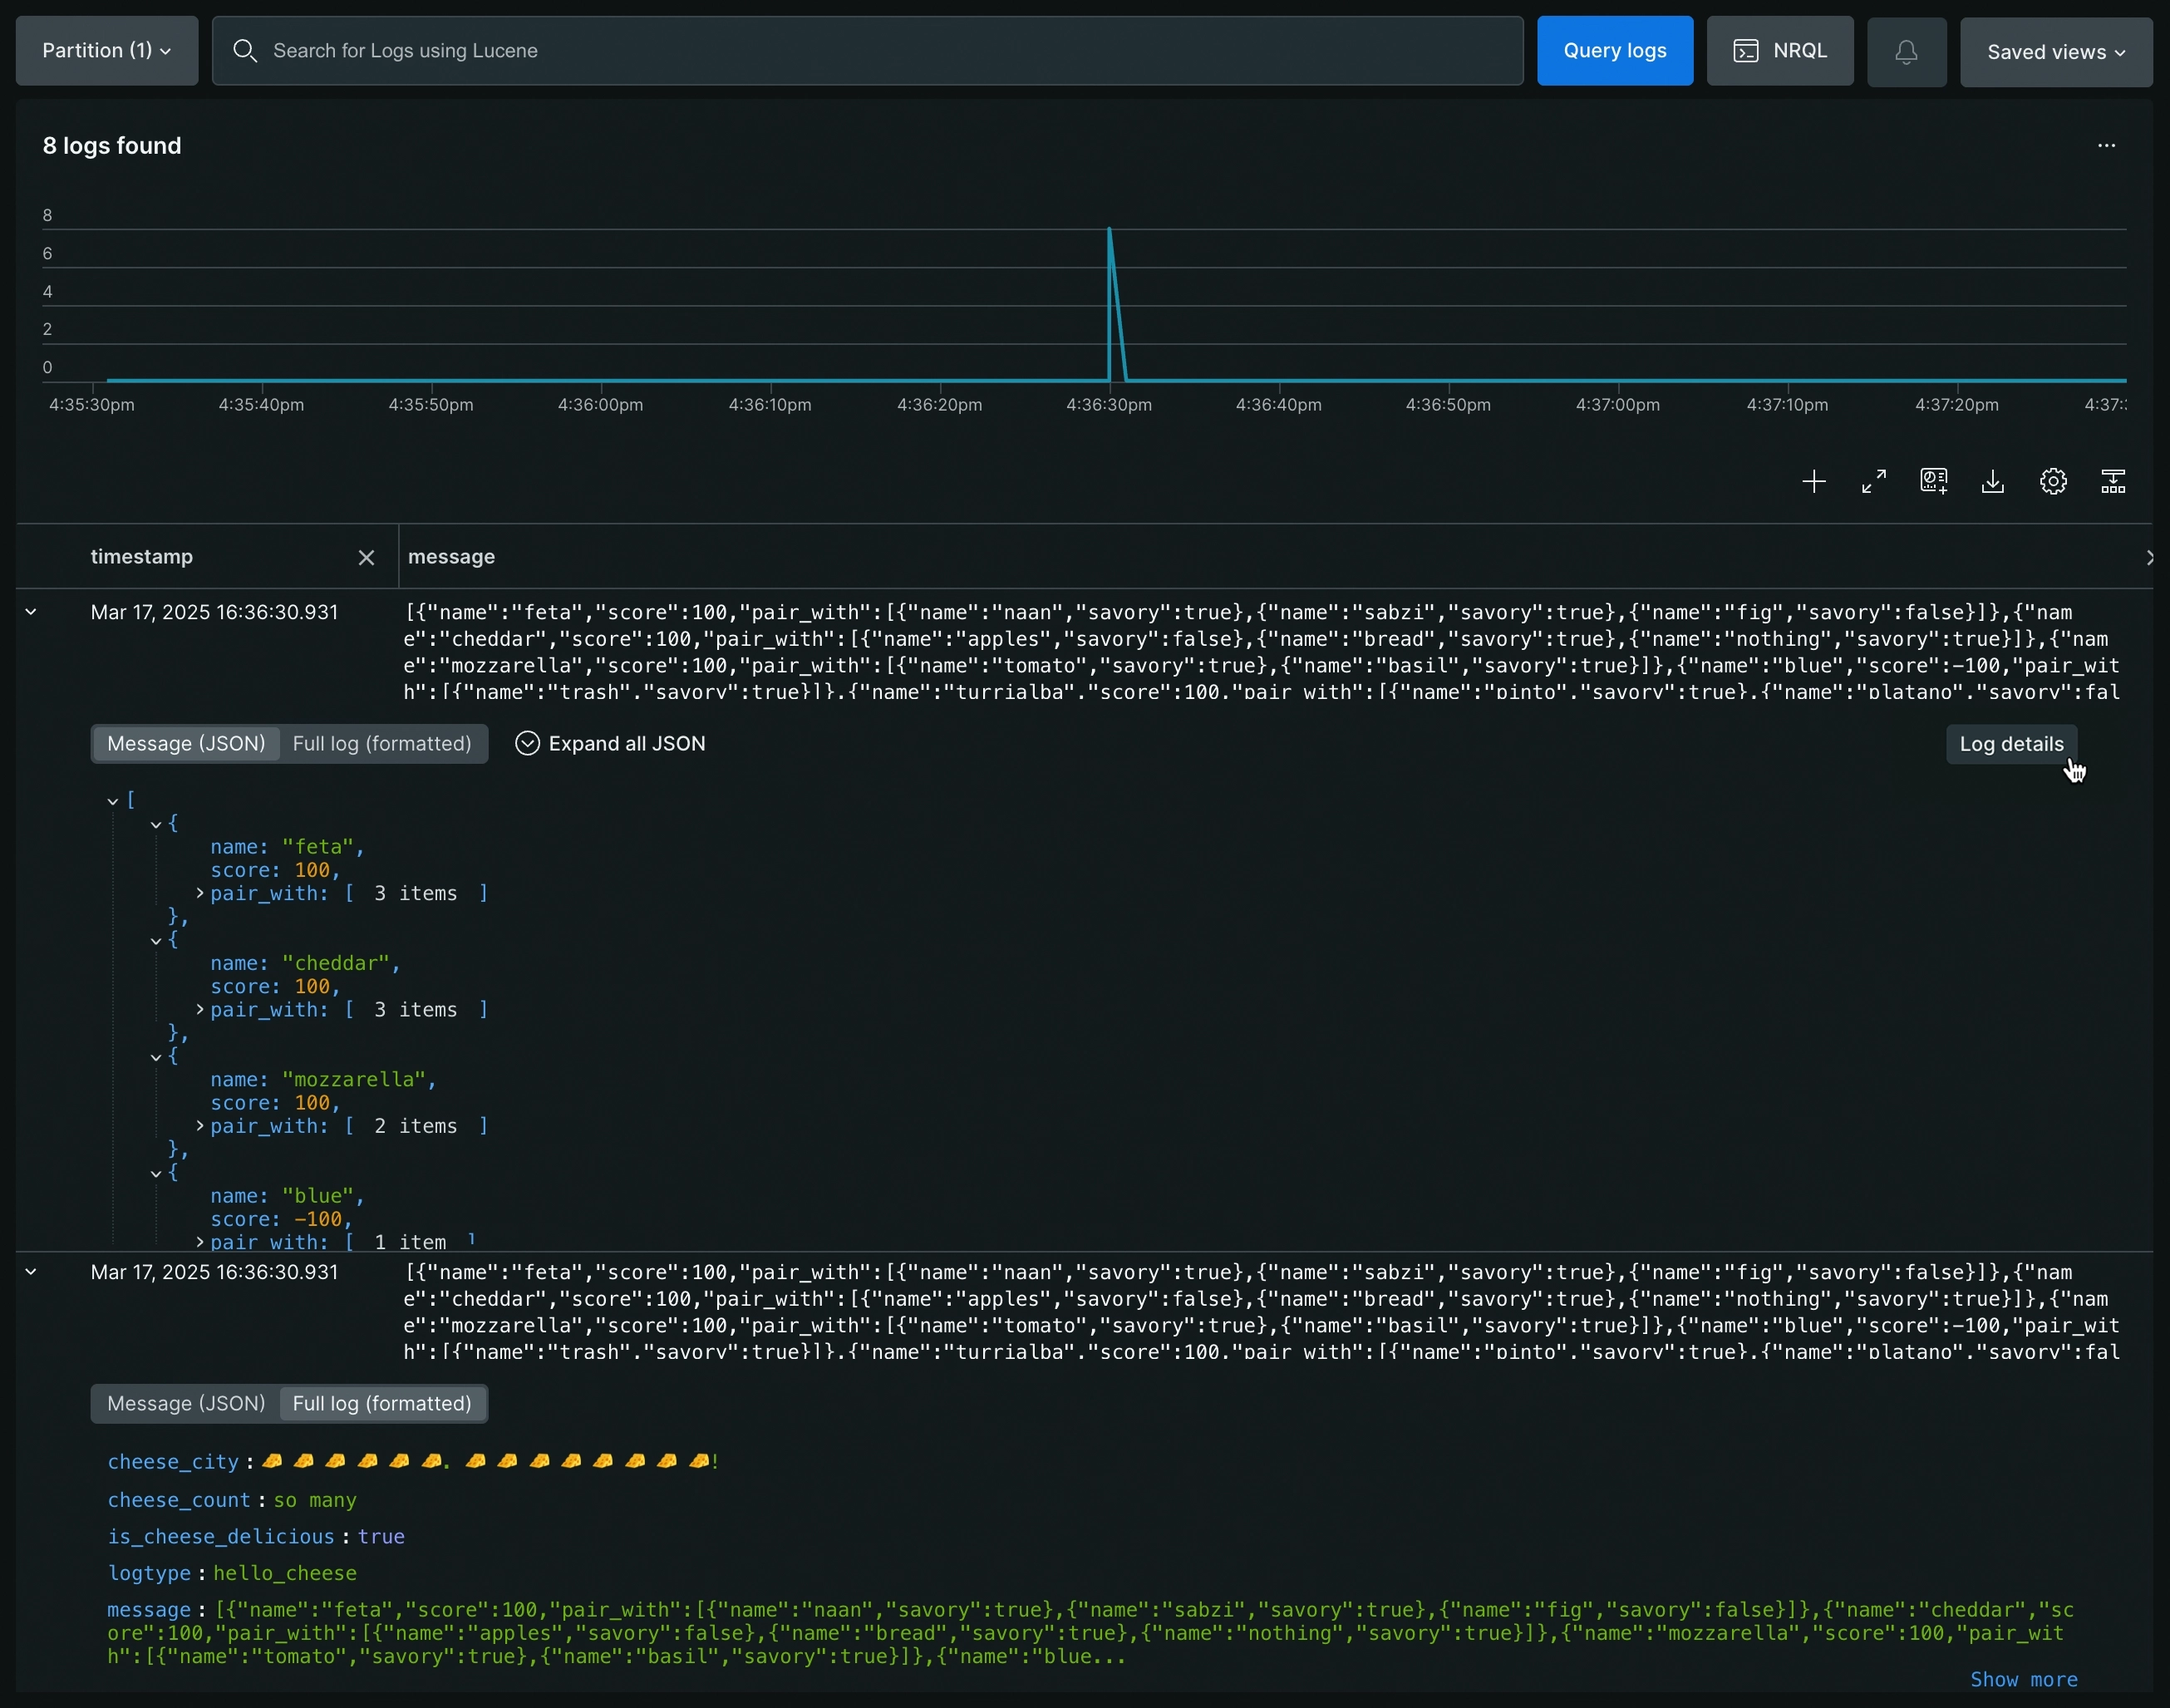 Partition (1)
Search for Logs using Lucene
Query logs
NRQL
Saved views
8 logs found
...
8
6
4
2
0
4:35:30pm 4:35:40pm 4:35:50pm 4:36:00pm 4:36:10pm 4:36:20pm 4:36:30pm 4:36:40pm 4:36:50pm 4:37:00pm 4:37:10pm 4:37:20pm 4:37:
timestamp message
Mar 17, 2025 16:36:30.931
[{"name":"feta","score":100,"pair_with":[{"name":"naan","savory":true},{"name":"sabzi","savory":true},{"name":"fig","savory":false}]},{"nam
e":"cheddar","score":100,"pair_with":[{"name":"apples","savory":false},{"name":"bread","savory":true},{"name":"nothing","savory":true}]},{"nam
e":"mozzarella","score":100,"pair_with":[{"name":"tomato","savory":true},{"name":"basil","savory":true}]},{"name":"blue","score":-100,"pair_wit
h":[{"name":"trash","savory":true}]},{"name":"turrialba","score":100,"pair_with":[{"name":"pinto","savory":true},{"name":"platano","savory":fal
Message (JSON) Full log (formatted) Expand all JSON Log details
[
{
name: "feta",
score: 100,
pair_with: [ 3 items ]
},
{
name: "cheddar",
score: 100,
pair_with: [ 3 items ]
},
{
name: "mozzarella",
score: 100,
pair_with: [ 2 items ]
},
{
name: "blue",
score: -100,
pair_with: [ 1 item ]
Mar 17, 2025 16:36:30.931
[{"name":"feta","score":100,"pair_with":[{"name":"naan","savory":true},{"name":"sabzi","savory":true},{"name":"fig","savory":false}]},{"nam
e":"cheddar","score":100,"pair_with":[{"name":"apples","savory":false},{"name":"bread","savory":true},{"name":"nothing","savory":true}]},{"nam
e":"mozzarella","score":100,"pair_with":[{"name":"tomato","savory":true},{"name":"basil","savory":true}]},{"name":"blue","score":-100,"pair_wit
h":[{"name":"trash","savory":true}]},{"name":"turrialba","score":100,"pair_with":[{"name":"pinto","savory":true},{"name":"platano","savory":fal
Message (JSON) Full log (formatted)
cheese_city : 🧀 🧀 🧀 🧀 🧀 🧀. 🧀 🧀 🧀 🧀 🧀 🧀 🧀 🧀!
cheese_count : so many
is_cheese_delicious : true
logtype : hello_cheese
message : [{"name":"feta","score":100,"pair_with":[{"name":"naan","savory":true},{"name":"sabzi","savory":true},{"name":"fig","savory":false}]},{"name":"cheddar","sc
ore":100,"pair_with":[{"name":"apples","savory":false},{"name":"bread","savory":true},{"name":"nothing","savory":true}]},{"name":"mozzarella","score":100,"pair_wit
h":[{"name":"tomato","savory":true},{"name":"basil","savory":true}]},{"name":"blue...
Show more